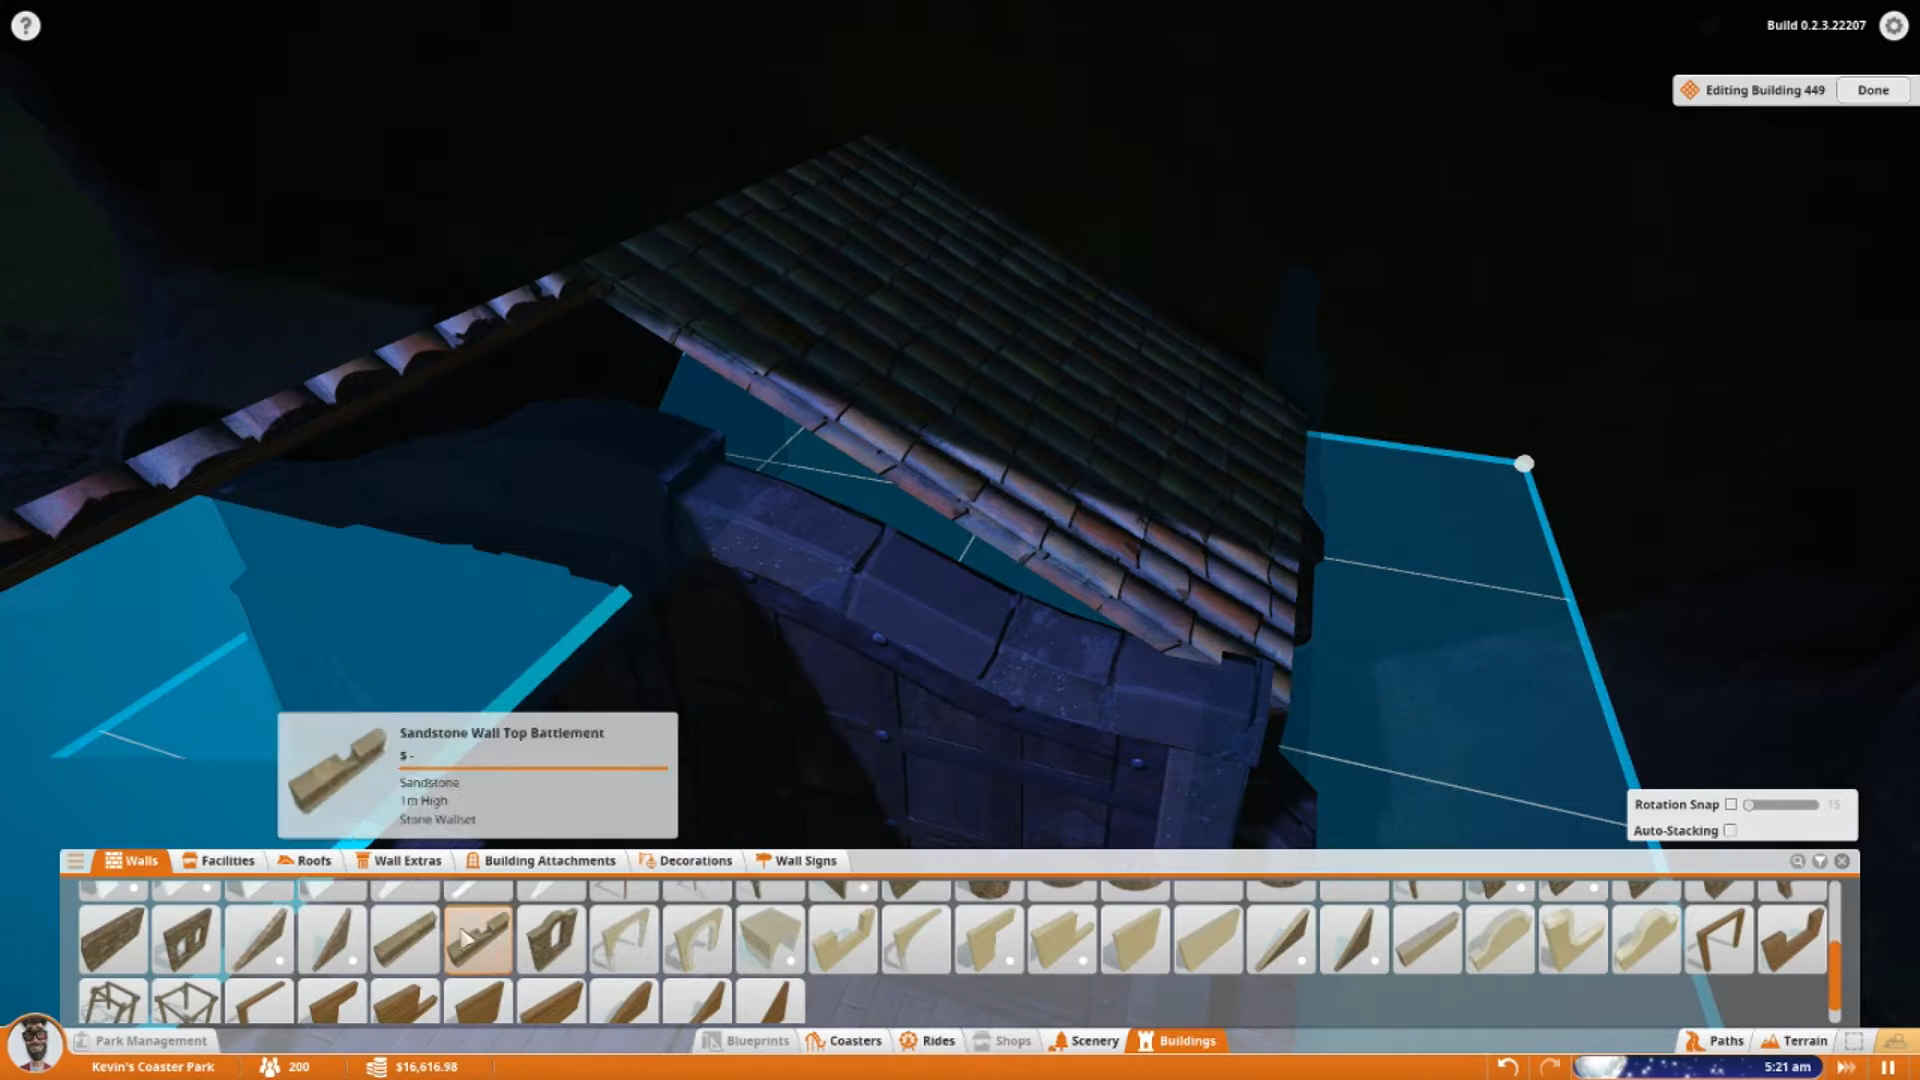 ?
Build 0.2.3.22207
Editing Building 449 Done
Sandstone Wall Top Battlement
$ -
Sandstone
1m High
Stone Wallset
Rotation Snap 15
Auto-Stacking
Walls Facilities Roofs Wall Extras Building Attachments Decorations Wall Signs
Park Management Blueprints Coasters Rides Shops Scenery Buildings Paths Terrain
Kevin's Coaster Park 200 $16,616.98 5:21 am